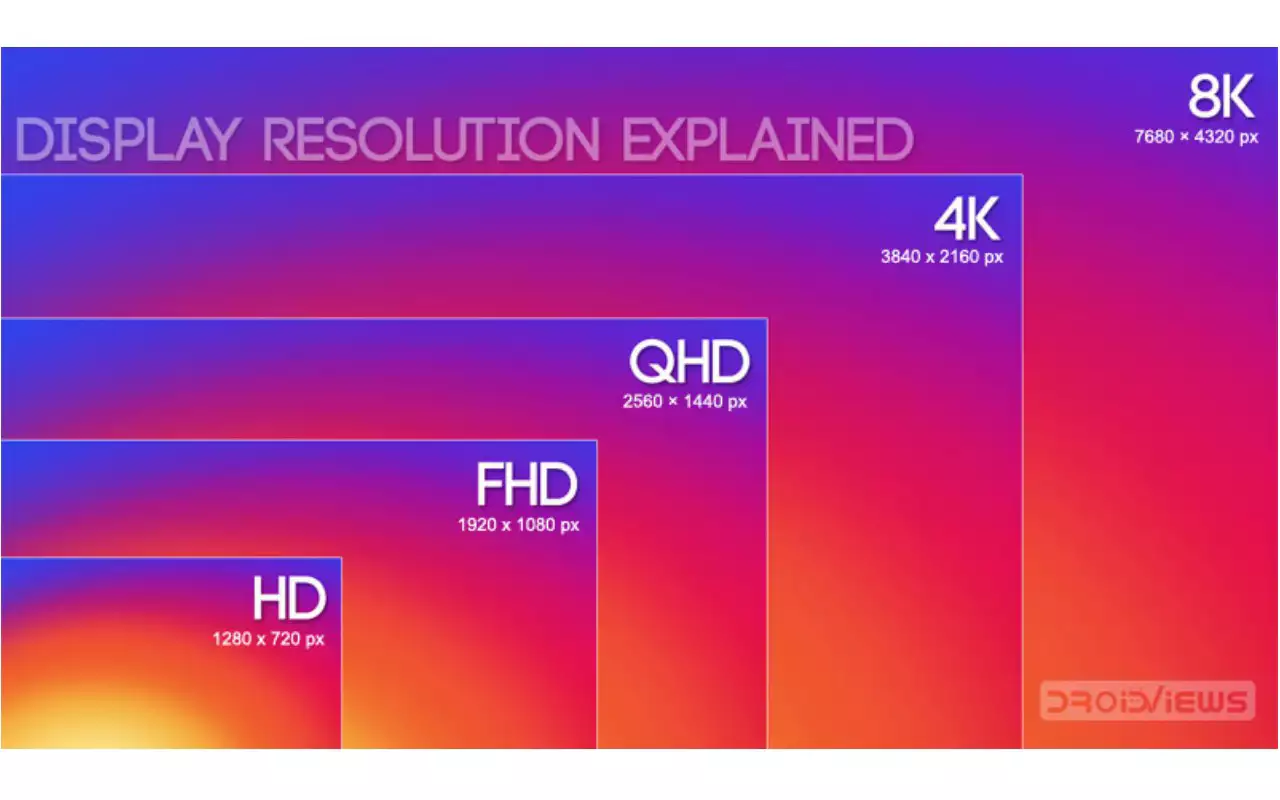 DISPLAY RESOLUTION EXPLAINED
8K
7680 × 4320 px
4K
3840 x 2160 px
QHD
2560 × 1440 px
FHD
1920 x 1080 px
HD
1280 x 720 px
DROIDVIEWS